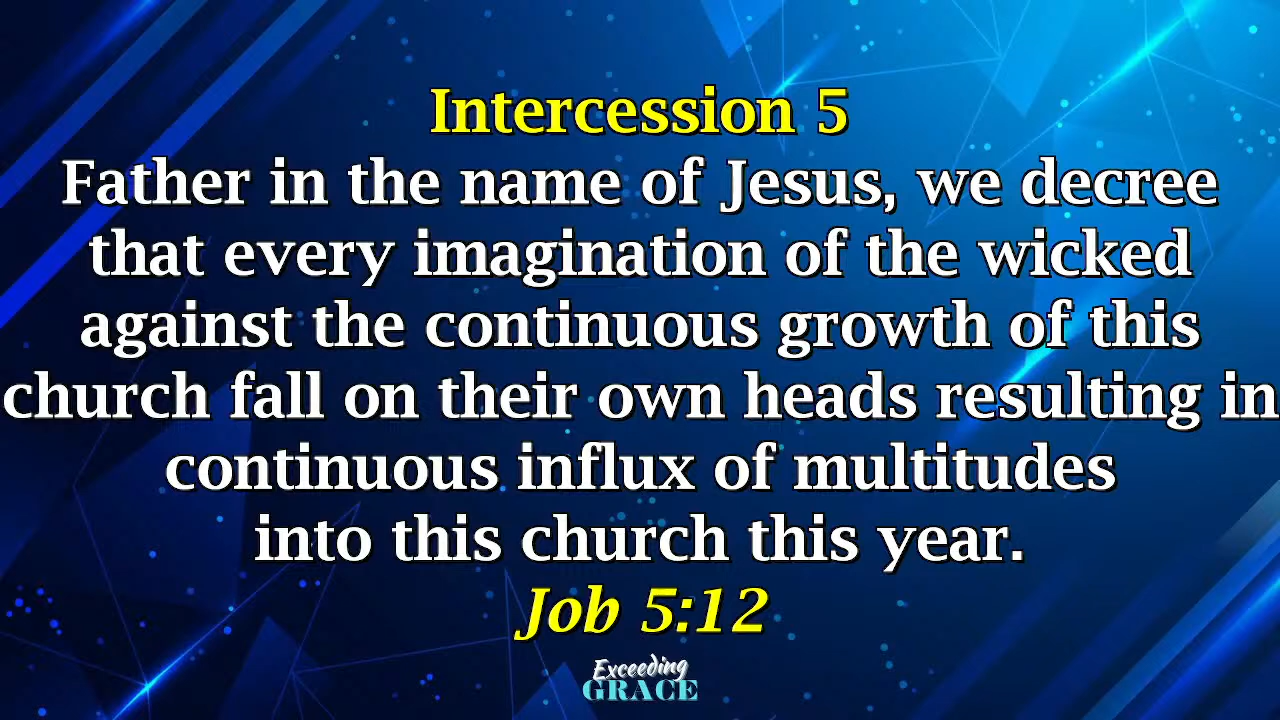 Intercession 5
Father in the name of Jesus, we decree
that every imagination of the wicked
against the continuous growth of this
church fall on their own heads resulting in
continuous influx of multitudes
into this church this year.
Job 5:12
Exceeding
GRACE